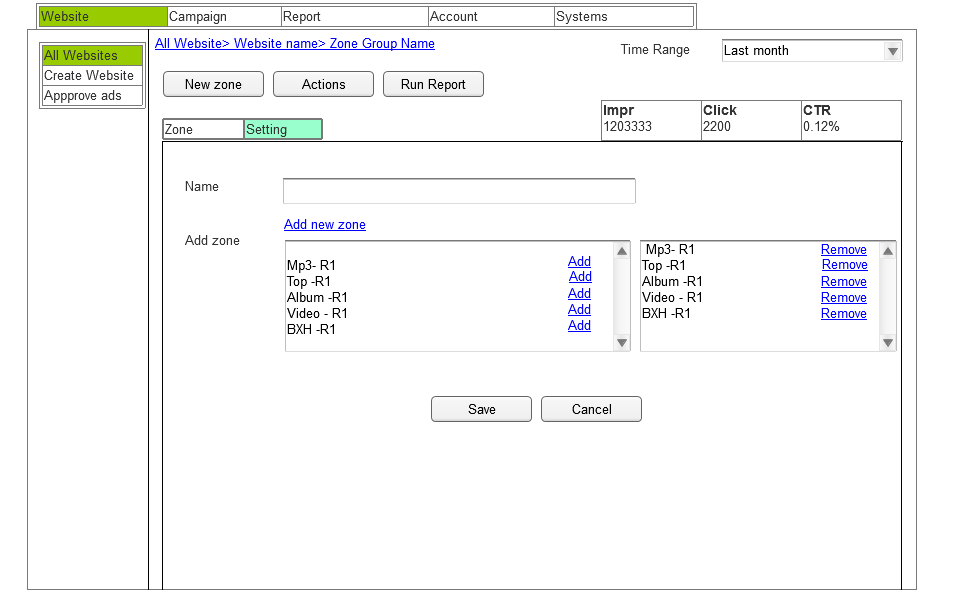 Website Campaign Report Account Systems
All Website> Website name> Zone Group Name
Time Range Last month
All Websites
Create Website
Appprove ads
New zone Actions Run Report
Impr Click CTR
1203333 2200 0.12%
Zone Setting
Name
Add new zone
Add zone
Mp3- R1 Add
Top -R1 Add
Album -R1 Add
Video - R1 Add
BXH -R1 Add
Mp3- R1 Remove
Top -R1 Remove
Album -R1 Remove
Video - R1 Remove
BXH -R1 Remove
Save Cancel